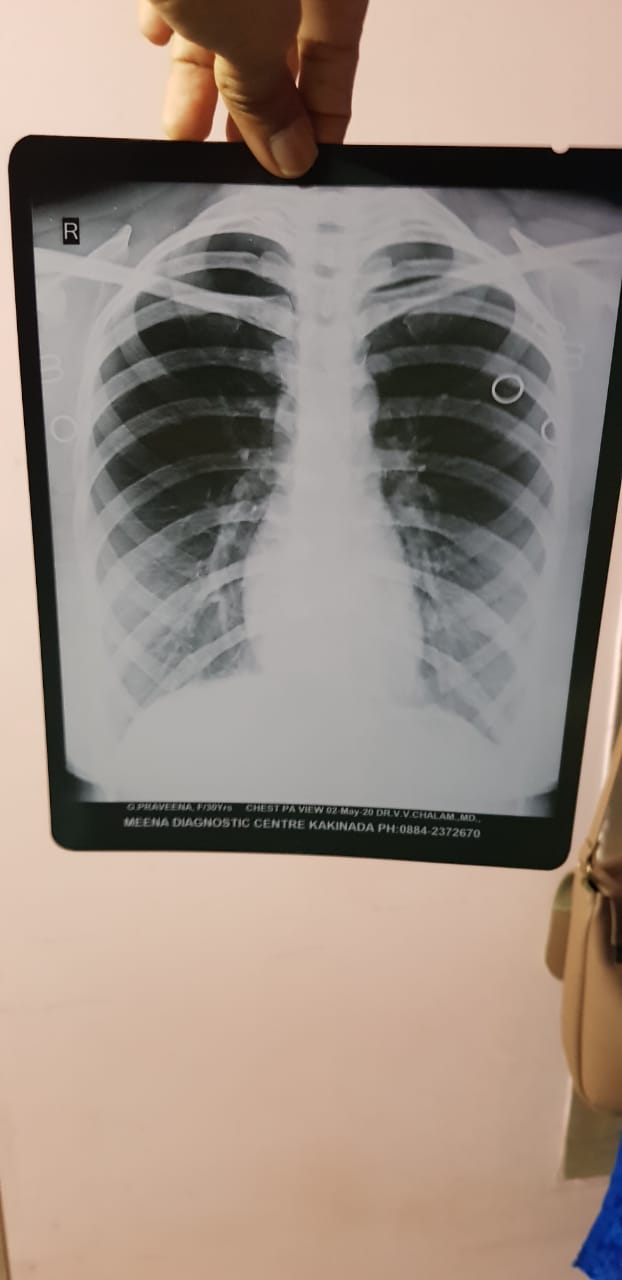 R
G.PRAVEENA, F/30Yrs CHEST PA VIEW 02-May-20 DR.V.V.CHALAM.,MD.,
MEENA DIAGNOSTIC CENTRE KAKINADA PH:0884-2372670